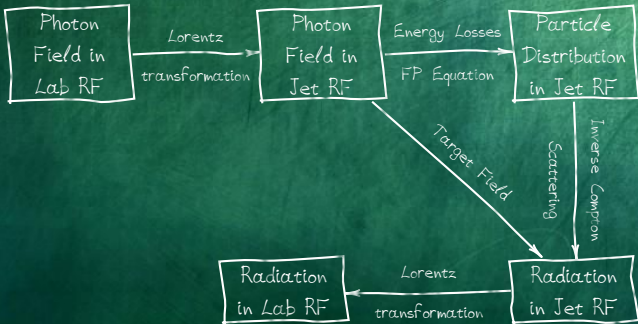 Photon
Field in
Lab RF
Lorentz
transformation
Photon
Field in
Jet RF
Energy Losses
FP Equation
Particle
Distribution
in Jet RF
Target Field
Inverse Compton
Scattering
Radiation
in Lab RF
Lorentz
transformation
Radiation
in Jet RF